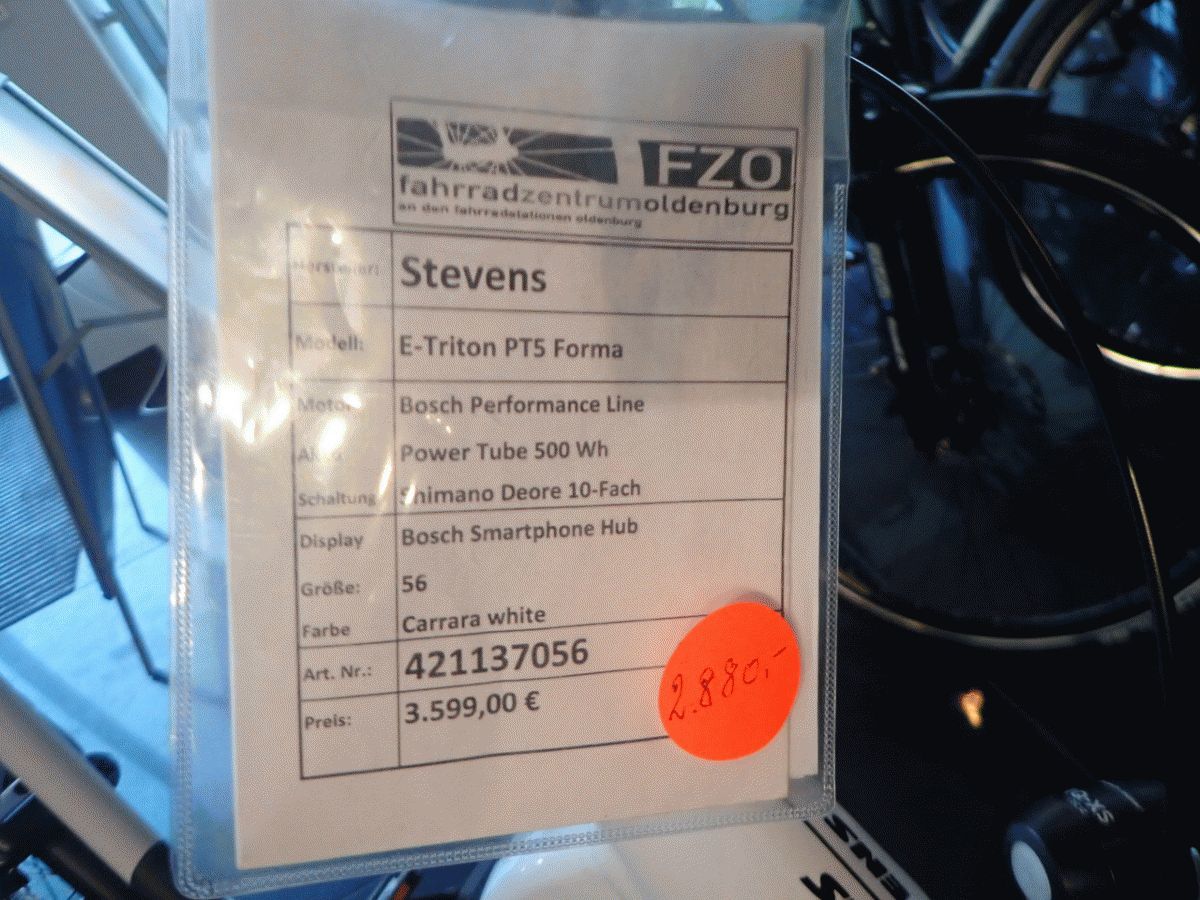 FZO
fahrradzentrumoldenburg
an den fahrradstationen oldenburg
Hersteller: Stevens
Modell: E-Triton PT5 Forma
Motor Bosch Performance Line
Power Tube 500 Wh
Schaltung Shimano Deore 10-Fach
Display Bosch Smartphone Hub
Größe: 56
Farbe Carrara white
Art. Nr.: 421137056
Preis: 3.599,00 €
2.880,-